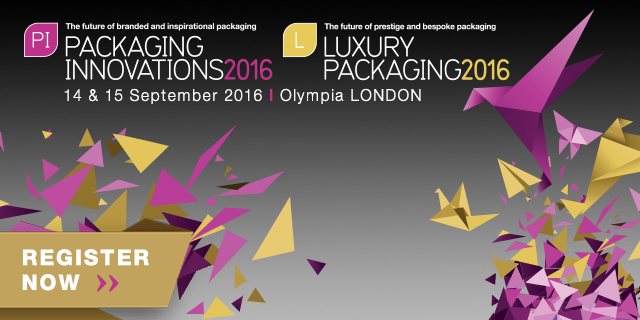 The future of branded and inspirational packaging
PI
PACKAGING
INNOVATIONS2016
The future of prestige and bespoke packaging
L
LUXURY
PACKAGING2016
14 & 15 September 2016 | Olympia LONDON
REGISTER
NOW »